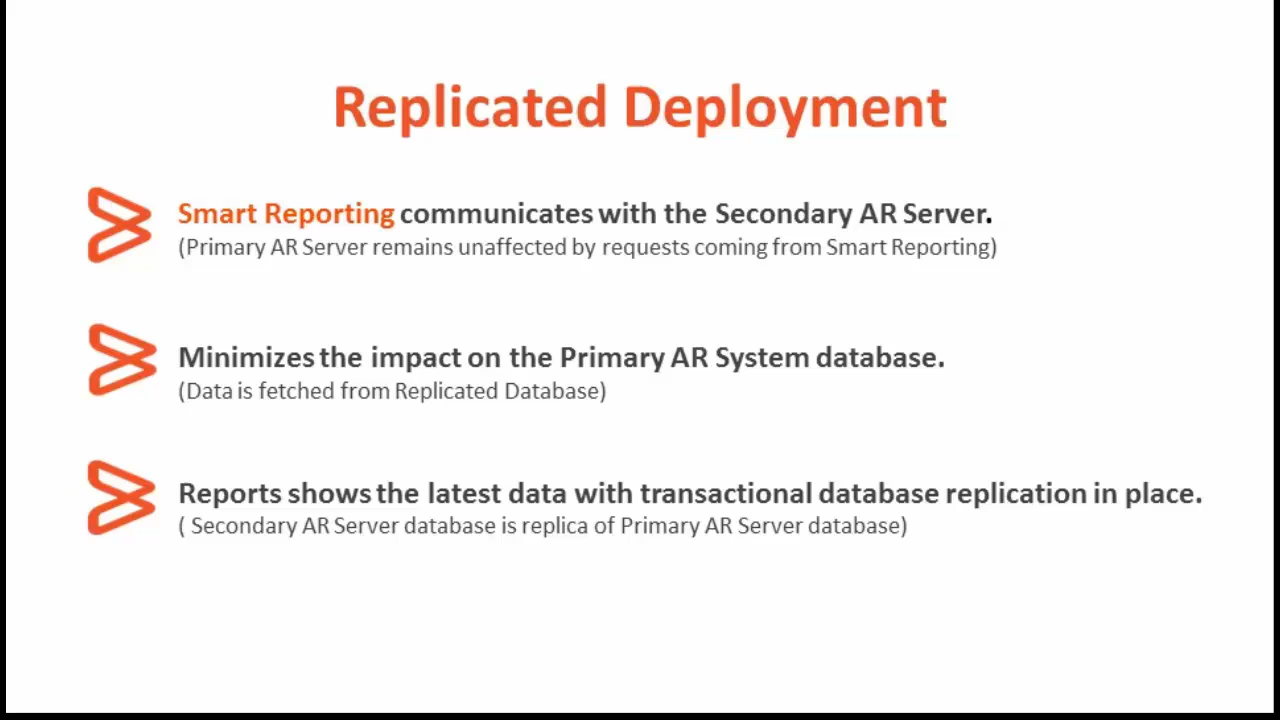 Replicated Deployment
Smart Reporting communicates with the Secondary AR Server.
(Primary AR Server remains unaffected by requests coming from Smart Reporting)
Minimizes the impact on the Primary AR System database.
(Data is fetched from Replicated Database)
Reports shows the latest data with transactional database replication in place.
( Secondary AR Server database is replica of Primary AR Server database)